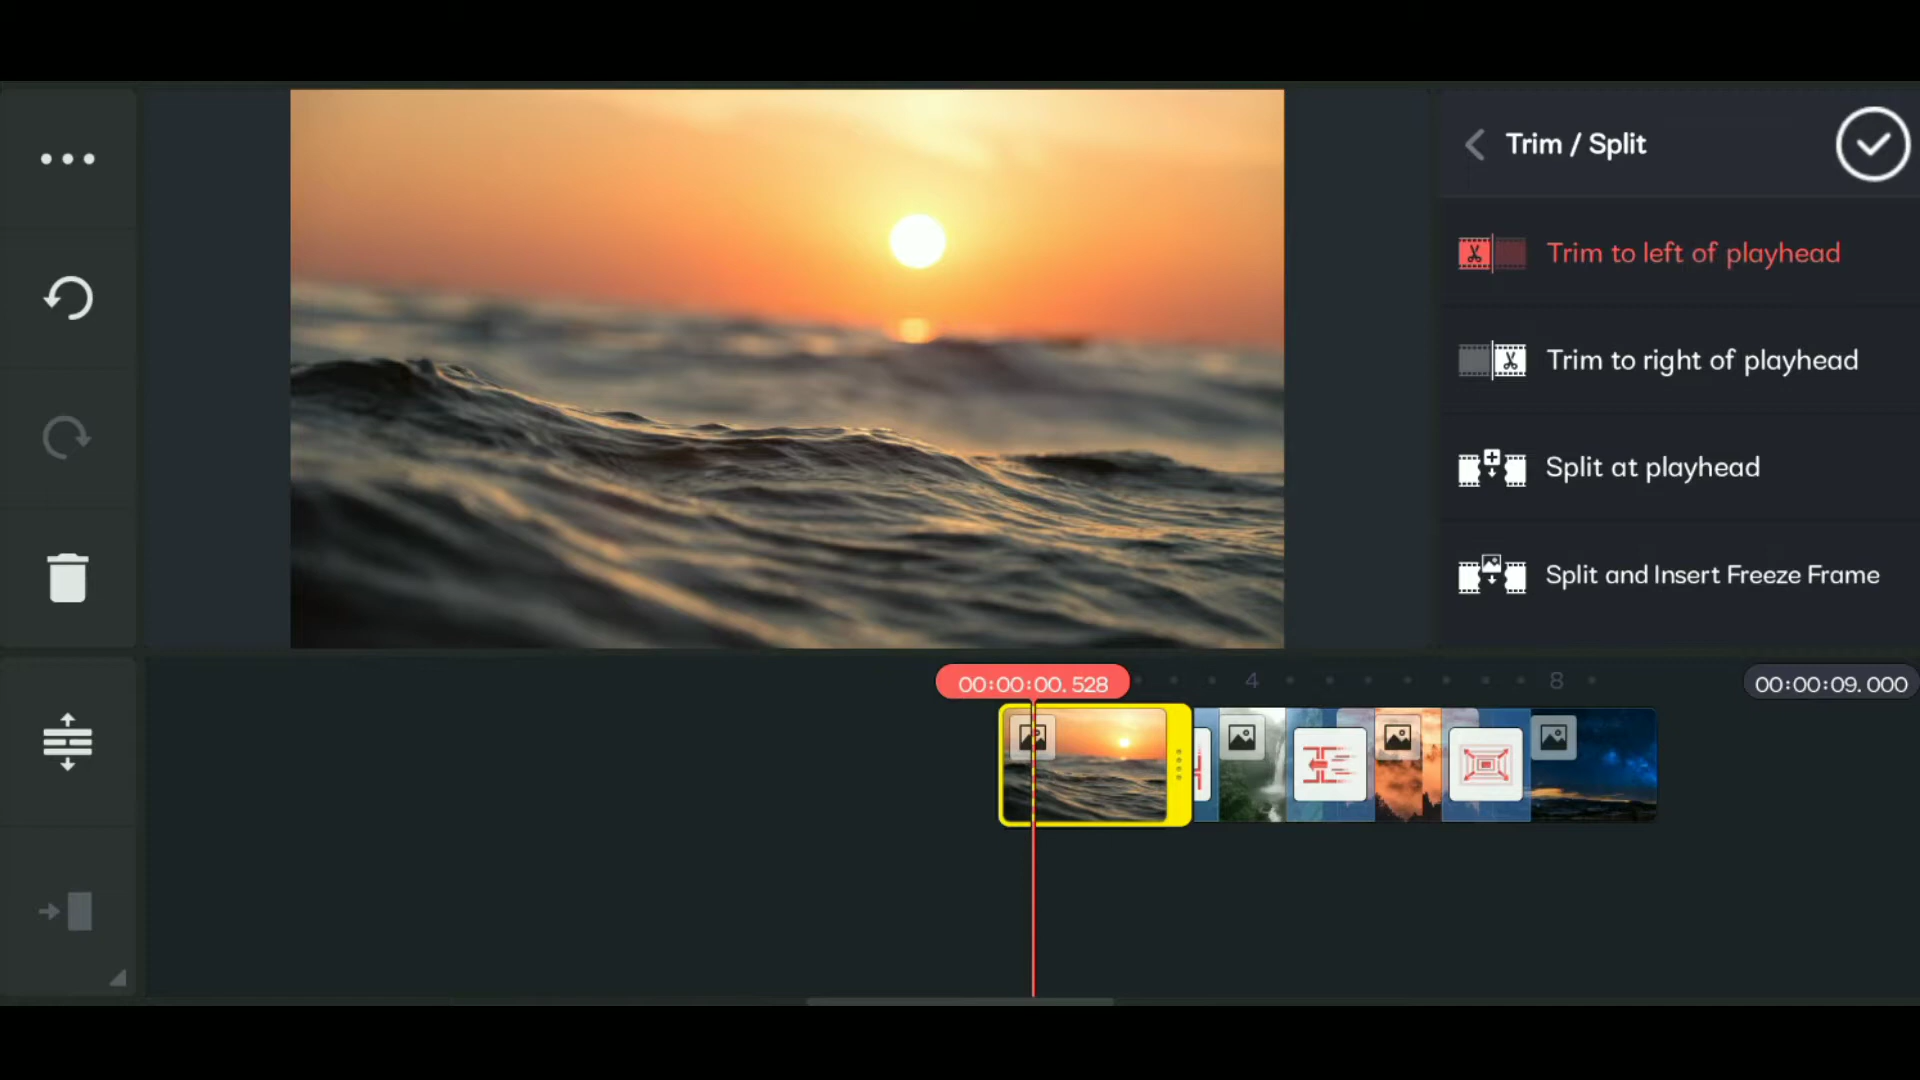 Trim / Split
Trim to left of playhead
Trim to right of playhead
Split at playhead
Split and Insert Freeze Frame
00:00:00.528
4
8
00:00:09.000